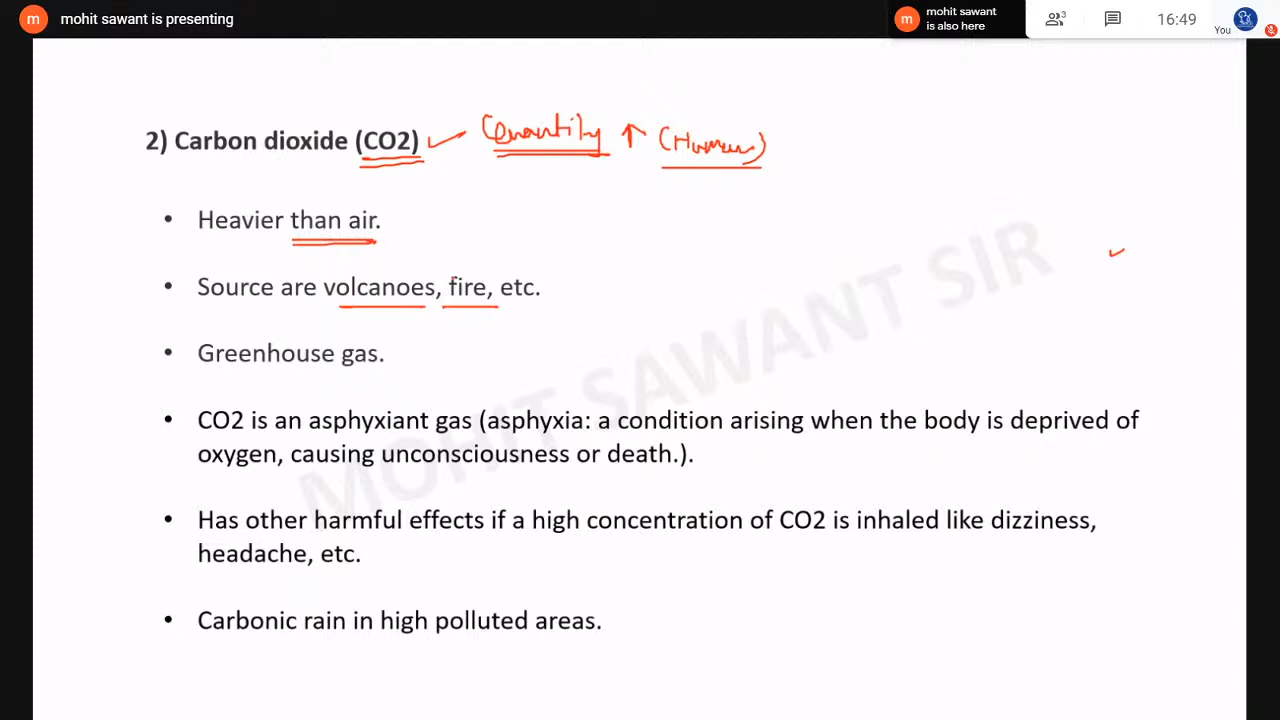 m mohit sawant is presenting
m mohit sawant
is also here
3
16:49
You
2) Carbon dioxide (CO2) Quantity ↑ (Human)
• Heavier than air.
• Source are volcanoes, fire, etc.
• Greenhouse gas.
• CO2 is an asphyxiant gas (asphyxia: a condition arising when the body is deprived of
oxygen, causing unconsciousness or death.).
• Has other harmful effects if a high concentration of CO2 is inhaled like dizziness,
headache, etc.
• Carbonic rain in high polluted areas.
MOHIT SAWANT SIR